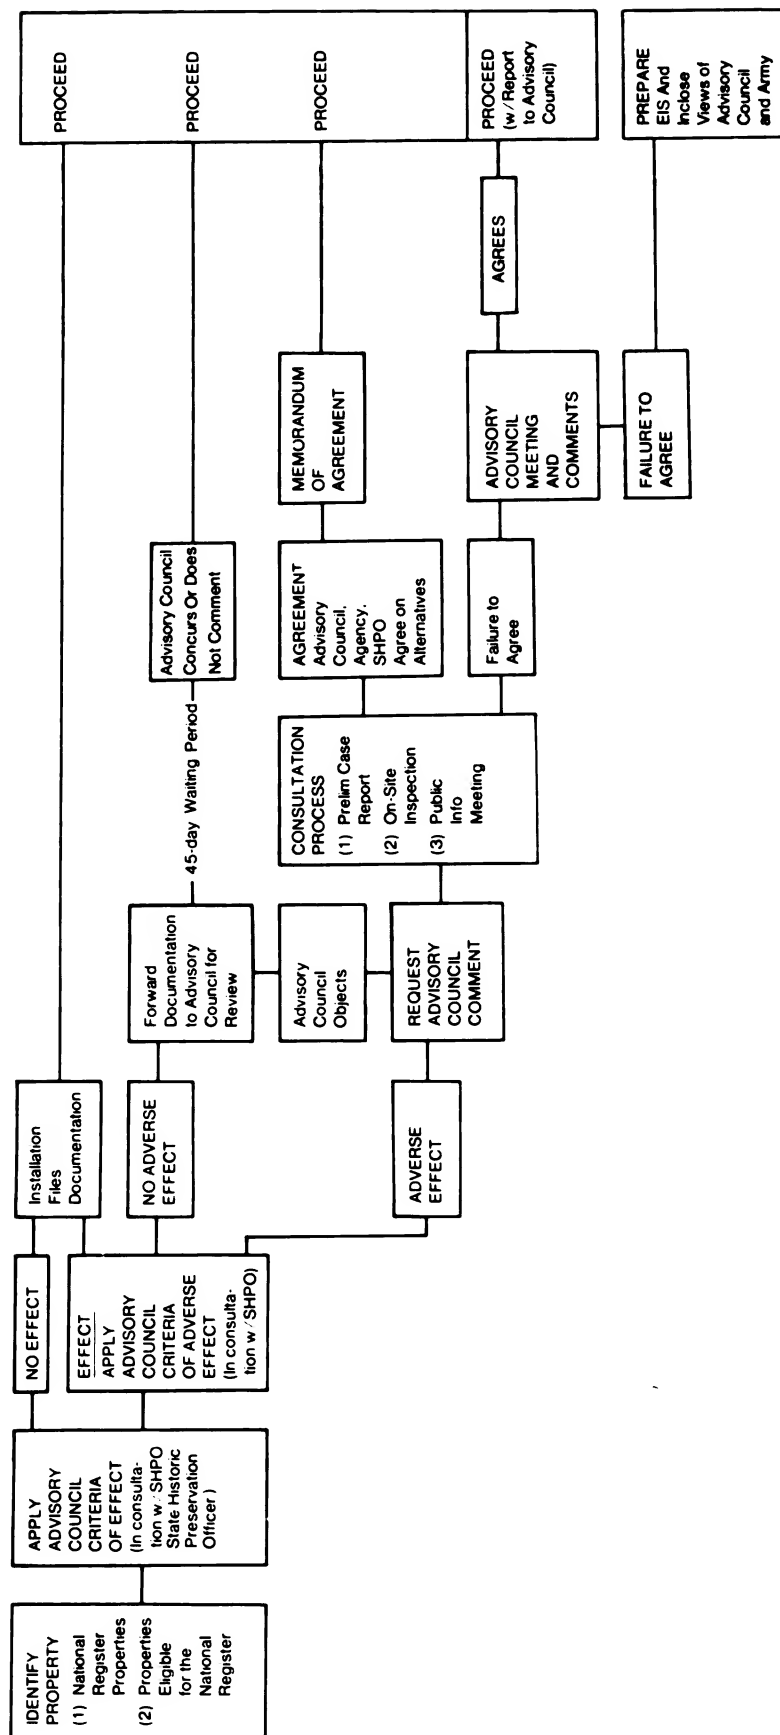 IDENTIFY
PROPERTY
(1) National
Register
Properties
(2) Properties
Eligible
for the
National
Register
APPLY
ADVISORY
COUNCIL
CRITERIA
OF EFFECT
(In consulta-
tion w/SHPO
State Historic
Preservation
Officer)
NO EFFECT
EFFECT
APPLY
ADVISORY
COUNCIL
CRITERIA
OF ADVERSE
EFFECT
(In consulta-
tion w/SHPO)
Installation
Files
Documentation
NO ADVERSE
EFFECT
ADVERSE
EFFECT
Forward
Documentation
to Advisory
Council for
Review
Advisory
Council
Objects
REQUEST
ADVISORY
COUNCIL
COMMENT
45-day Waiting Period
CONSULTATION
PROCESS
(1) Prelim Case
Report
(2) On-Site
Inspection
(3) Public
Info
Meeting
Advisory Council
Concurs Or Does
Not Comment
AGREEMENT
Advisory
Council,
Agency,
SHPO
Agree on
Alternatives
Failure to
Agree
MEMORANDUM
OF
AGREEMENT
ADVISORY
COUNCIL
MEETING
AND
COMMENTS
FAILURE TO
AGREE
AGREES
PROCEED
PROCEED
PROCEED
PROCEED
(w/Report
to Advisory
Council)
PREPARE
EIS And
Inclose
Views of
Advisory
Council
and Army